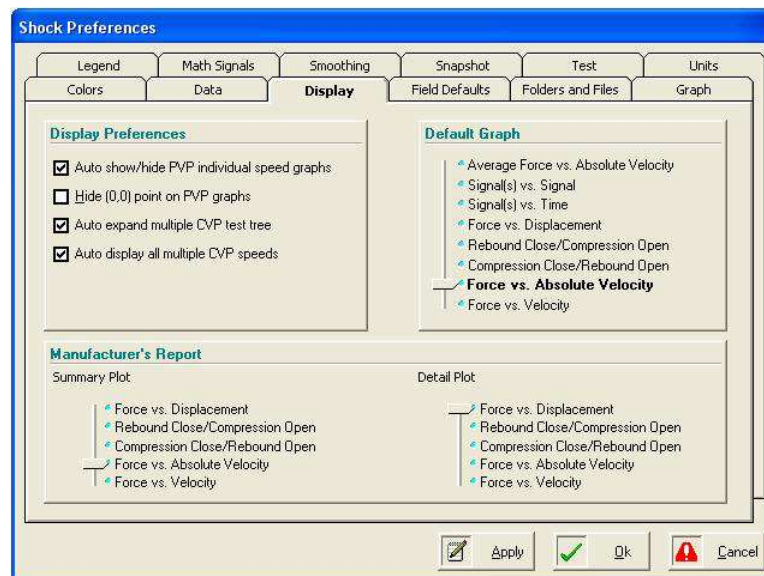 Shock Preferences
Legend Math Signals Smoothing Snapshot Test Units
Colors Data Display Field Defaults Folders and Files Graph
Display Preferences
Auto show/hide PVP individual speed graphs
Hide (0,0) point on PVP graphs
Auto expand multiple CVP test tree
Auto display all multiple CVP speeds
Default Graph
Average Force vs. Absolute Velocity
Signal(s) vs. Signal
Signal(s) vs. Time
Force vs. Displacement
Rebound Close/Compression Open
Compression Close/Rebound Open
Force vs. Absolute Velocity
Force vs. Velocity
Manufacturer's Report
Summary Plot
Force vs. Displacement
Rebound Close/Compression Open
Compression Close/Rebound Open
Force vs. Absolute Velocity
Force vs. Velocity
Detail Plot
Force vs. Displacement
Rebound Close/Compression Open
Compression Close/Rebound Open
Force vs. Absolute Velocity
Force vs. Velocity
Apply Ok Cancel